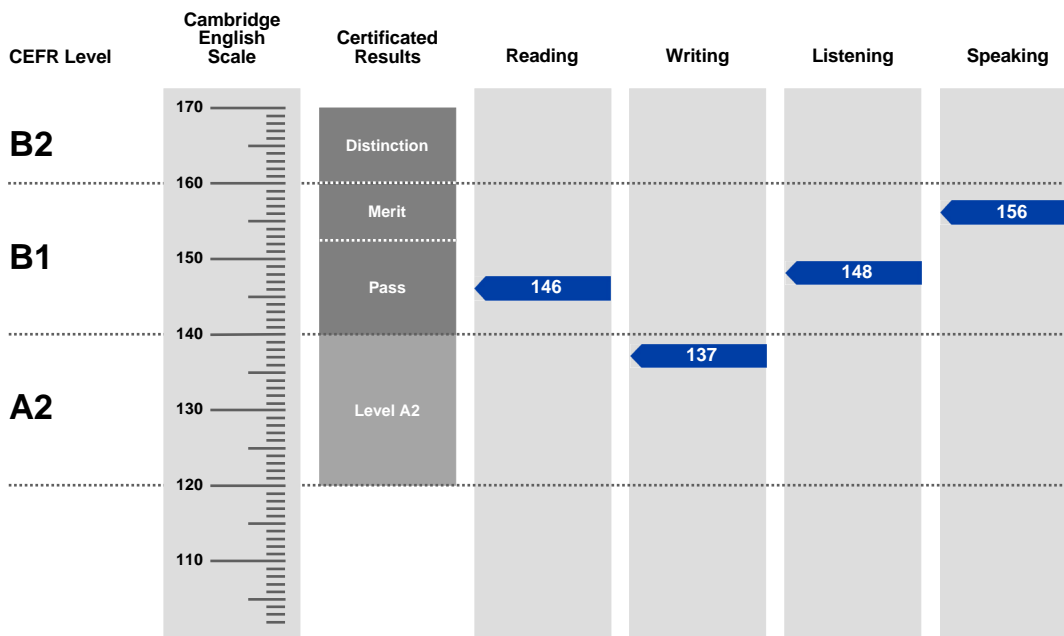 CEFR Level
Cambridge
English
Scale
Certificated
Results
Reading
Writing
Listening
Speaking
170
B2
Distinction
160
Merit
156
B1
150
148
Pass
146
140
137
A2
130
Level A2
120
110